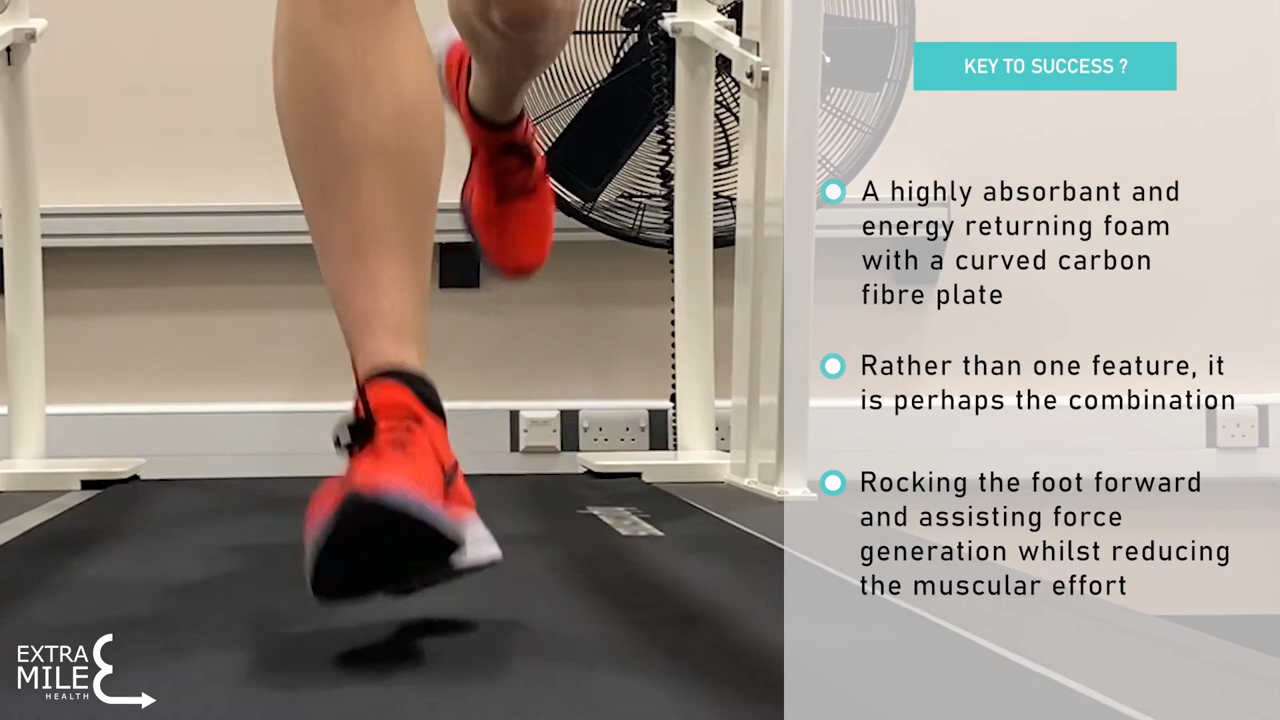 KEY TO SUCCESS ?
A highly absorbant and
energy returning foam
with a curved carbon
fibre plate
Rather than one feature, it
is perhaps the combination
Rocking the foot forward
and assisting force
generation whilst reducing
the muscular effort
EXTRA
MILE
HEALTH